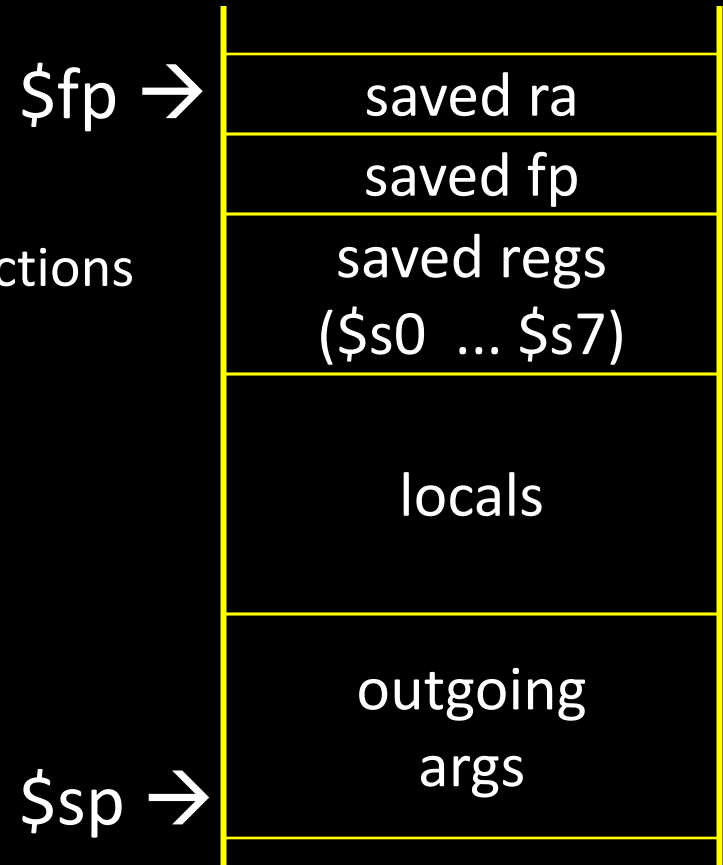 $fp → saved ra
saved fp
ctions
saved regs
($s0 ... $s7)
locals
outgoing
args
$sp →